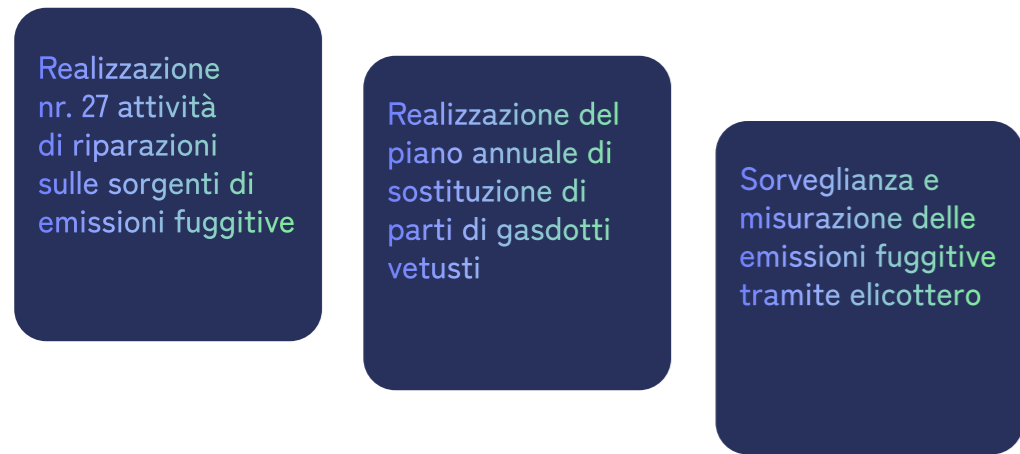 Realizzazione
nr. 27 attività
di riparazioni
sulle sorgenti di
emissioni fuggitive
Realizzazione del
piano annuale di
sostituzione di
parti di gasdotti
vetusti
Sorveglianza e
misurazione delle
emissioni fuggitive
tramite elicottero